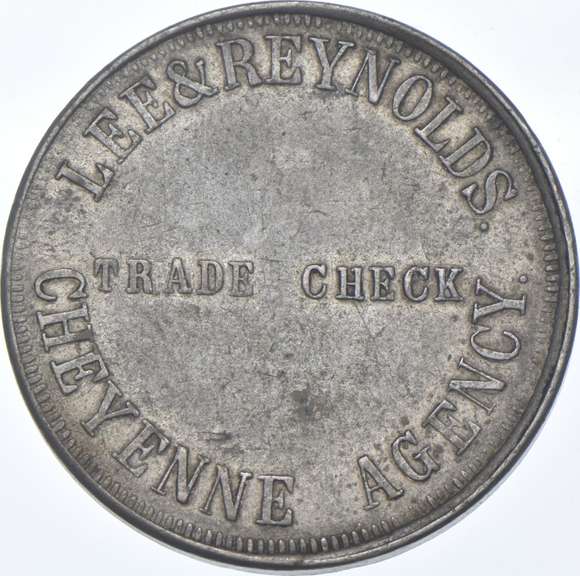 LEE & REYNOLDS.
TRADE CHECK
CHEYENNE AGENCY.